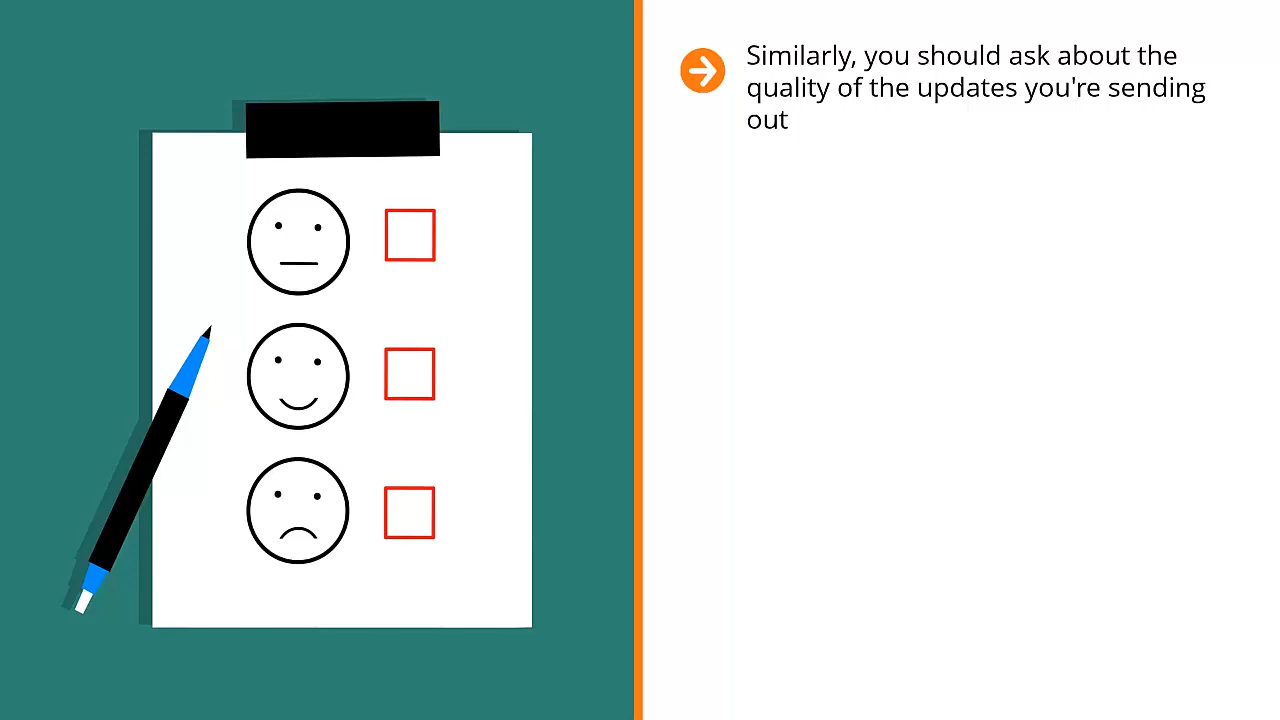 Similarly, you should ask about the
quality of the updates you're sending
out